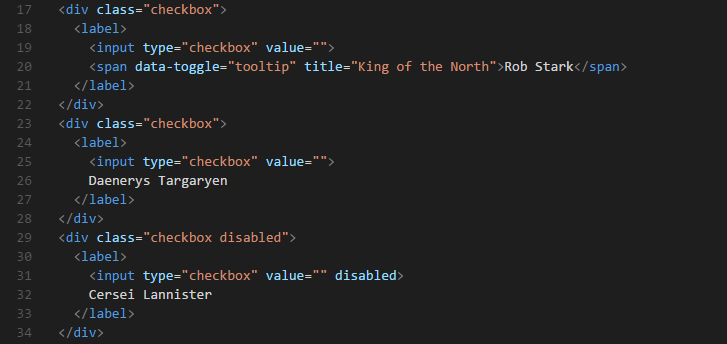 17 <div class="checkbox">
18 <label>
19 <input type="checkbox" value="">
20 <span data-toggle="tooltip" title="King of the North">Rob Stark</span>
21 </label>
22 </div>
23 <div class="checkbox">
24 <label>
25 <input type="checkbox" value="">
26 Daenerys Targaryen
27 </label>
28 </div>
29 <div class="checkbox disabled">
30 <label>
31 <input type="checkbox" value="" disabled>
32 Cersei Lannister
33 </label>
34 </div>